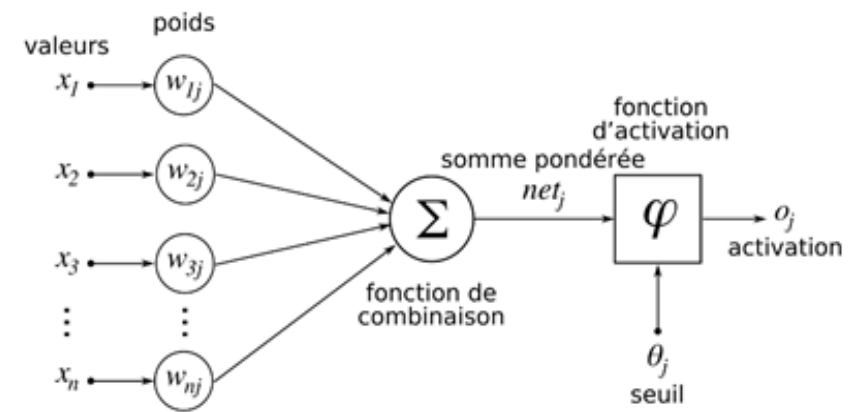 poids
valeurs
x₁
w₁ⱼ
x₂
w₂ⱼ
x₃
w₃ⱼ
⋮
⋮
xₙ
wₙⱼ
Σ
fonction de
combinaison
somme pondérée
netⱼ
fonction
d’activation
φ
oⱼ
activation
θⱼ
seuil